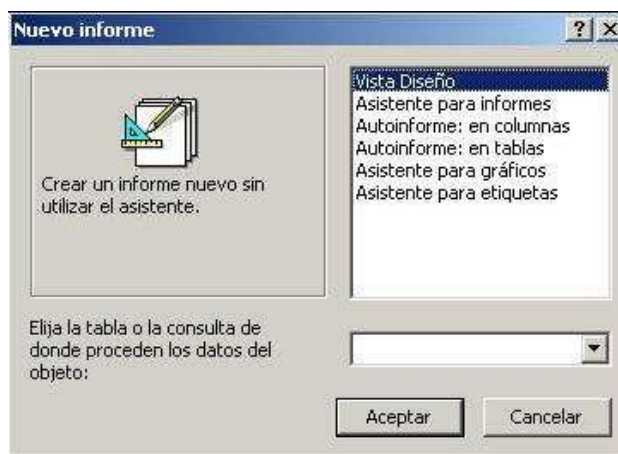 Nuevo informe
Vista Diseño
Asistente para informes
Autoinforme: en columnas
Autoinforme: en tablas
Asistente para gráficos
Asistente para etiquetas
Crear un informe nuevo sin
utilizar el asistente.
Elija la tabla o la consulta de
donde proceden los datos del
objeto:
Aceptar
Cancelar